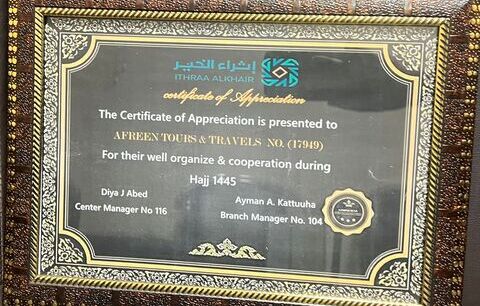 إثراء الخير
ITHRAA ALKHAIR
certificate of Appreciation
The Certificate of Appreciation is presented to
AFREEN TOURS & TRAVELS NO. (17949)
For their well organize & cooperation during
Hajj 1445
Diya J Abed
Center Manager No 116
Ayman A. Kattuuha
Branch Manager No. 104